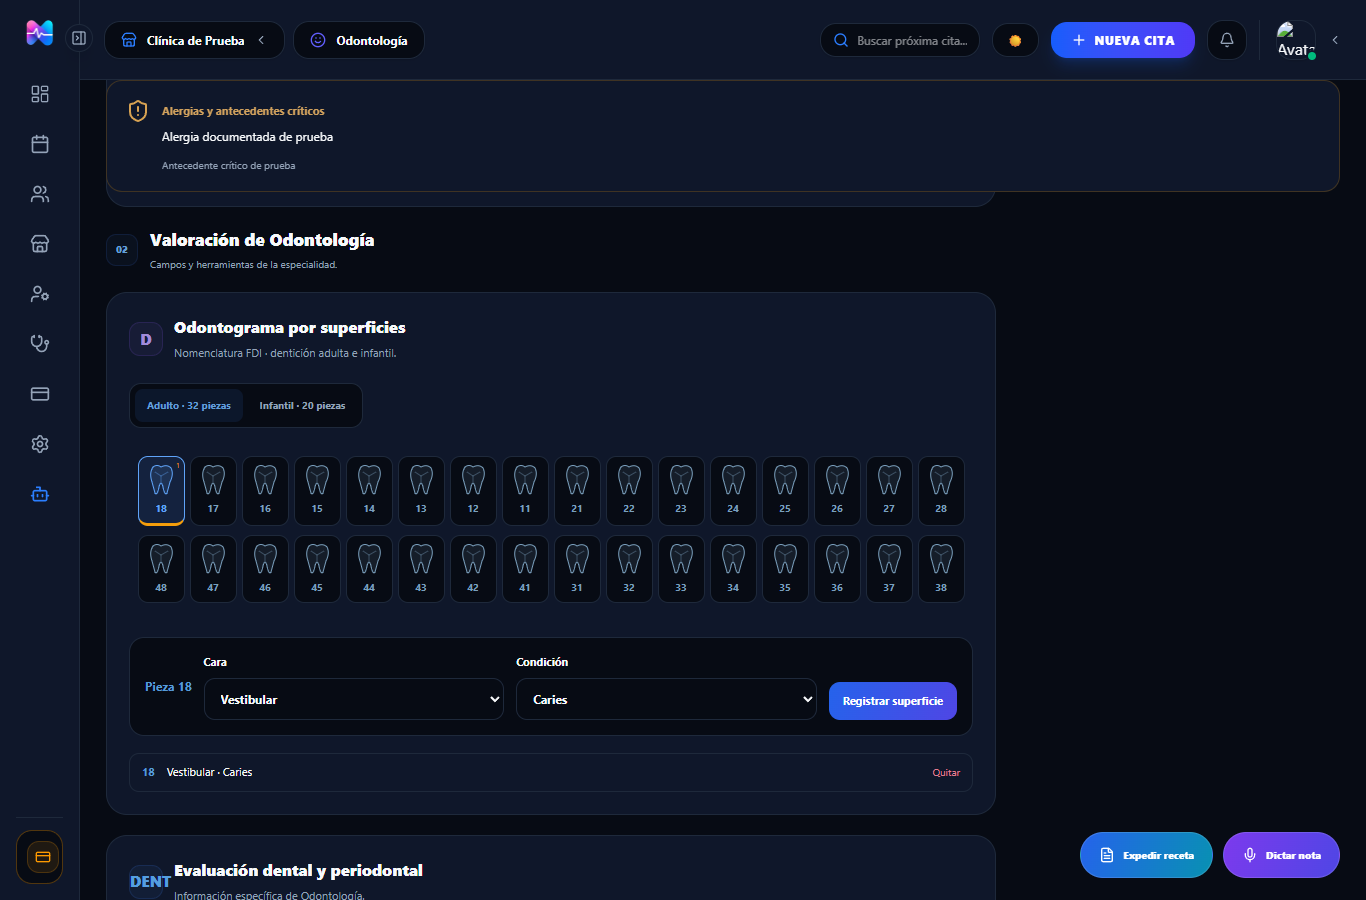 Clínica de Prueba
Odontología
Buscar próxima cita...
NUEVA CITA
Avata
Alergias y antecedentes críticos
Alergia documentada de prueba
Antecedente crítico de prueba
02
Valoración de Odontología
Campos y herramientas de la especialidad.
D
Odontograma por superficies
Nomenclatura FDI · dentición adulta e infantil.
Adulto · 32 piezas
Infantil · 20 piezas
1
18 17 16 15 14 13 12 11 21 22 23 24 25 26 27 28
48 47 46 45 44 43 42 41 31 32 33 34 35 36 37 38
Cara
Condición
Pieza 18
Vestibular
Caries
Registrar superficie
18 Vestibular · Caries
Quitar
DENT
Evaluación dental y periodontal
Información específica de Odontología.
Expedir receta
Dictar nota